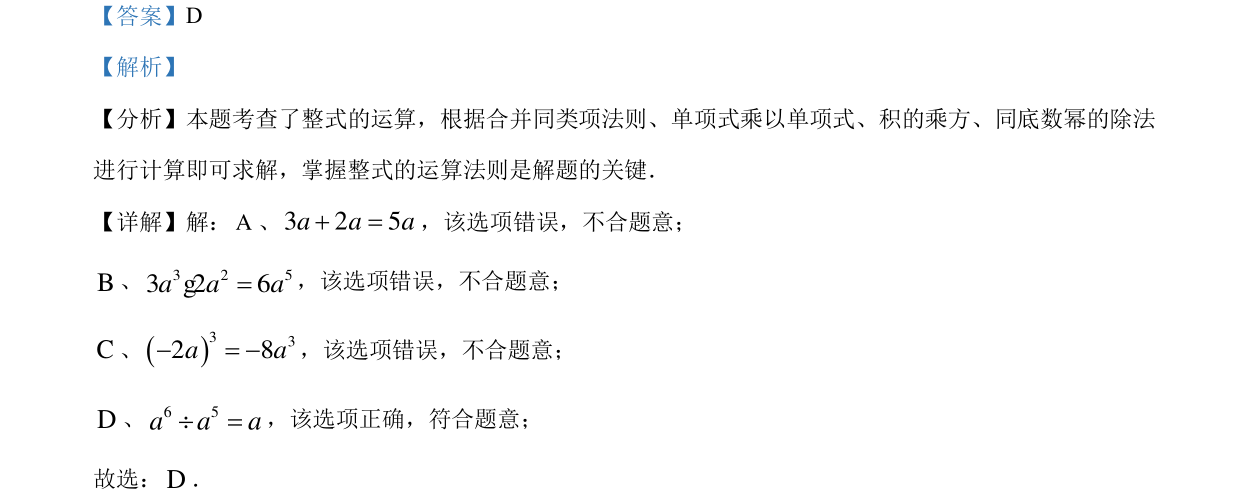 【答案】D
【解析】
【分析】本题考查了整式的运算，根据合并同类项法则、单项式乘以单项式、积的乘方、同底数幂的除法
进行计算即可求解，掌握整式的运算法则是解题的关键．
【详解】解：A、3a + 2a = 5a，该选项错误，不合题意；
B、3a³g2a² = 6a⁵，该选项错误，不合题意；
C、(−2a)³ = −8a³，该选项错误，不合题意；
D、a⁶ ÷ a⁵ = a，该选项正确，符合题意；
故选：D．